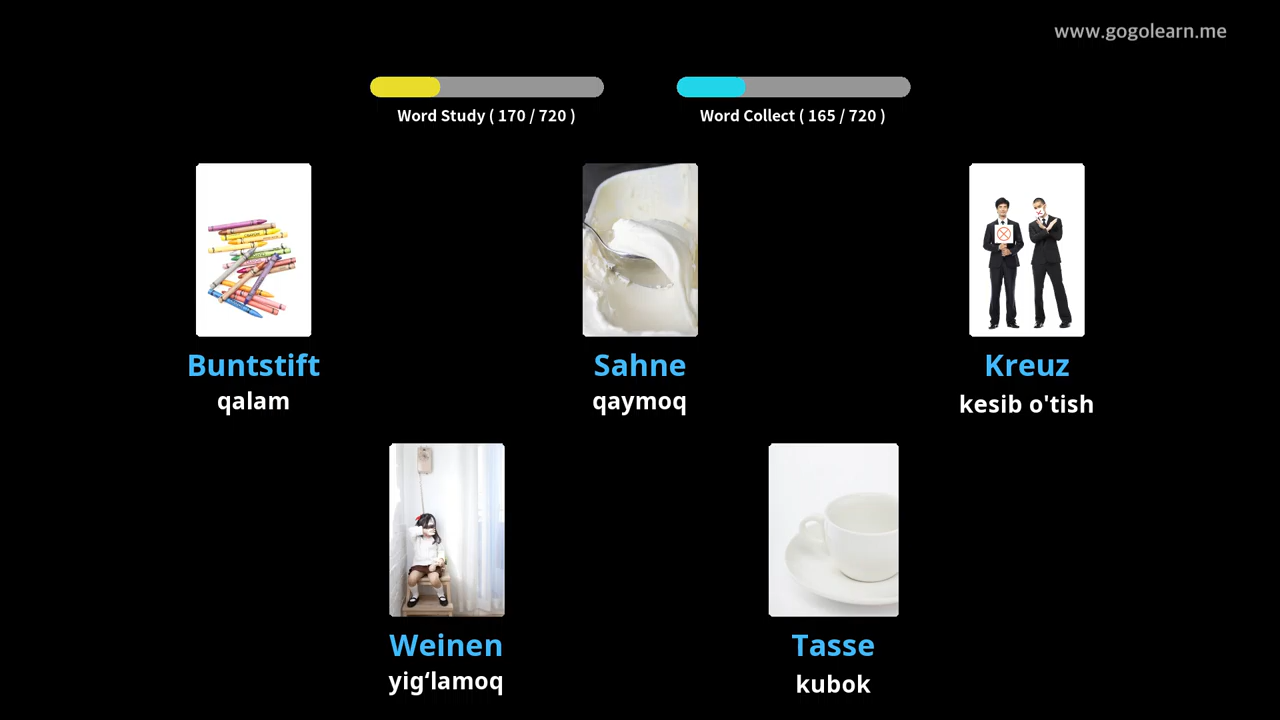 www.gogolearn.me
Word Study ( 170 / 720 )
Word Collect ( 165 / 720 )
Buntstift
qalam
Sahne
qaymoq
Kreuz
kesib o'tish
Weinen
yig‘lamoq
Tasse
kubok